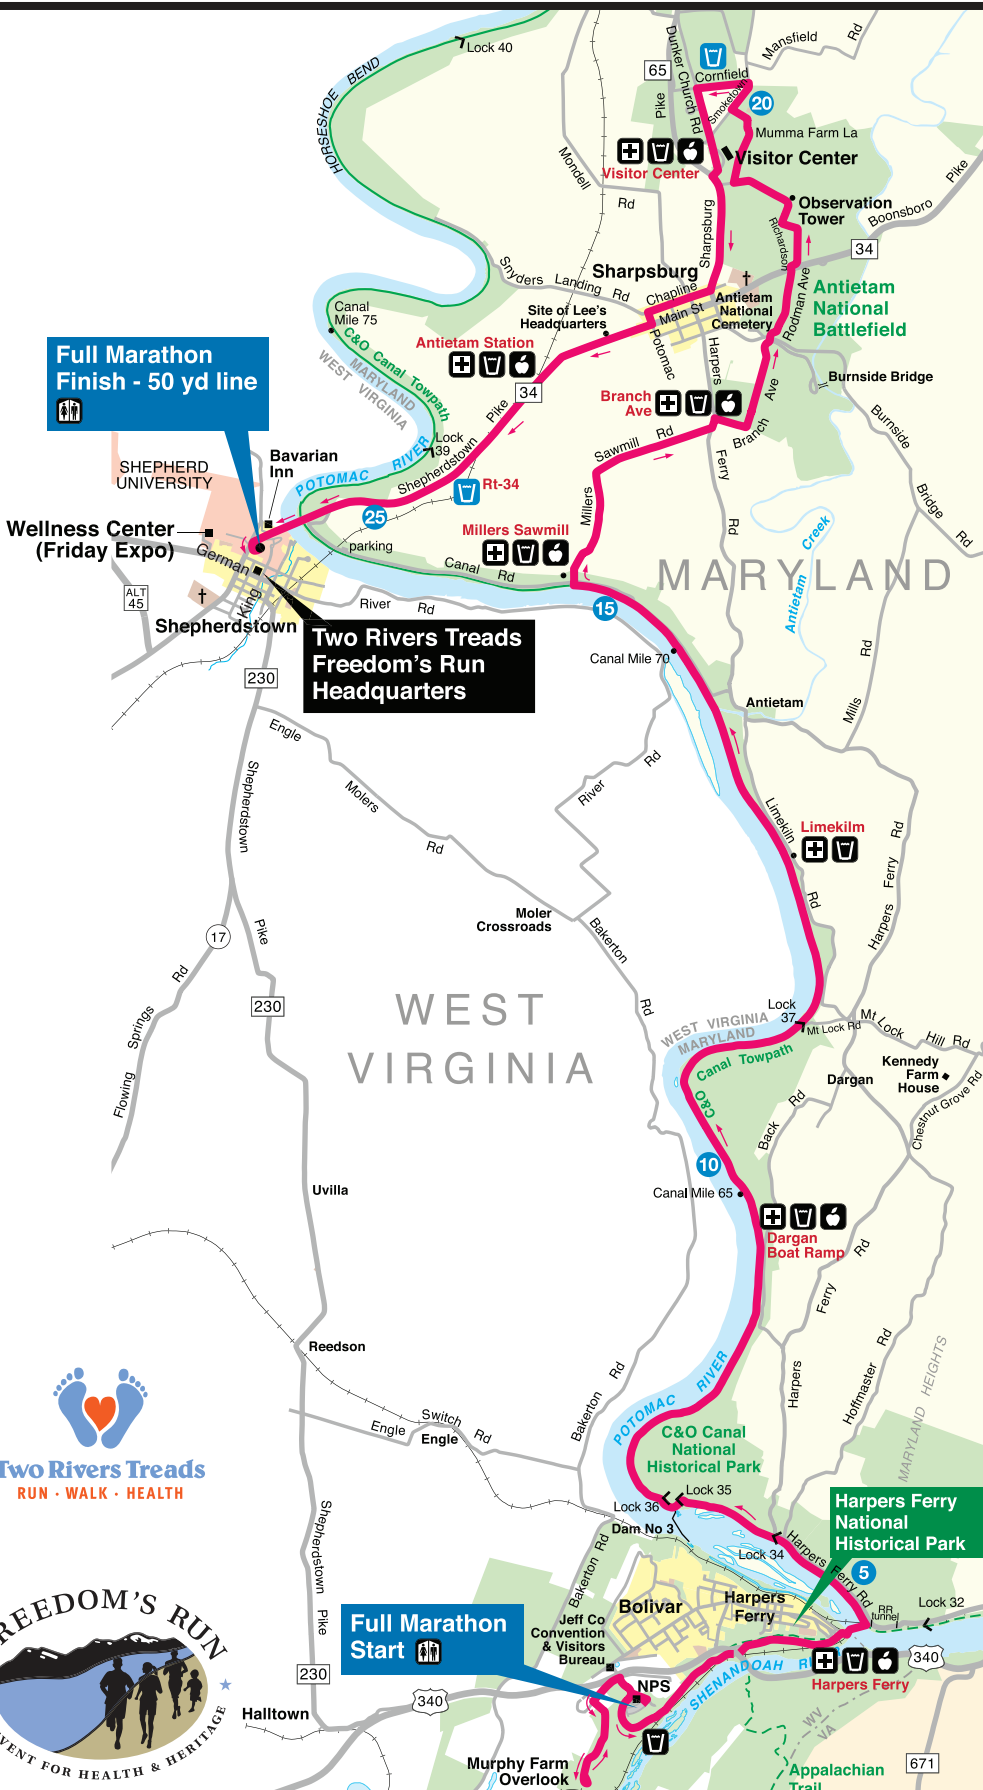 Lock 40
HORSESHOE BEND
Mansfield
Rd
65
Dunker Church Rd
Pike
Cornfield
Smoketown
20
Mumma Farm La
Visitor Center
Visitor Center
Mondell
Rd
Observation
Tower
Boonsboro
Pike
34
Richardson
Sharpsburg
Sharpsburg
Snyders
Landing
Rd
Chapline
Main St
Antietam
National
Cemetery
Rodman Ave
Antietam
National
Battlefield
Canal
Mile 75
Site of Lee's
Headquarters
C&O Canal Towpath
MARYLAND
WEST VIRGINIA
Antietam Station
Potomac
Harpers
Full Marathon
Finish - 50 yd line
34
Pike
Branch
Ave
Burnside Bridge
Ave
Branch
Burnside
Bridge
Rd
Lock
39
Sawmill
Rd
Ferry
Rd
SHEPHERD
UNIVERSITY
Bavarian
Inn
POTOMAC RIVER
Shepherdstown
Rt-34
25
Millers
Millers Sawmill
Wellness Center
(Friday Expo)
German
parking
Canal
Rd
Antietam
Creek
MARYLAND
ALT
45
King
River
Rd
15
Shepherdstown
Two Rivers Treads
Freedom's Run
Headquarters
Canal Mile 70
230
Engle
Molers
Rd
Antietam
Mills
Rd
Shepherdstown
River
Rd
Limekiln
Rd
Limekilm
Harpers
Ferry
Rd
Moler
Crossroads
Bakerton
Rd
17
Pike
Rd
Springs
Flowing
230
WEST
VIRGINIA
Lock
37
WEST VIRGINIA
MARYLAND
Mt Lock Rd
Mt Lock
Hill
Rd
C&O
Canal Towpath
Dargan
Kennedy
Farm
House
Chestnut Grove Rd
Back
Rd
10
Canal Mile 65
Uvilla
Dargan
Boat Ramp
Rd
Ferry
Harpers
Reedson
Hoffmaster
Rd
MARYLAND HEIGHTS
POTOMAC
RIVER
Bakerton
Rd
Engle
Switch
Rd
Engle
C&O Canal
National
Historical Park
Two Rivers Treads
RUN · WALK · HEALTH
Lock 35
Lock 36
Dam No 3
Harpers Ferry
National
Historical Park
Lock 34
Harpers Ferry Rd
5
Shepherdstown
Pike
Bakerton
Rd
Bolivar
Harpers
Ferry
RR
tunnel
Lock 32
Full Marathon
Start
Jeff Co
Convention
& Visitors
Bureau
SHENANDOAH
340
Harpers Ferry
230
NPS
340
Halltown
WV
VA
Murphy Farm
Overlook
Appalachian
Trail
671
FREEDOM'S RUN
EVENT FOR HEALTH & HERITAGE